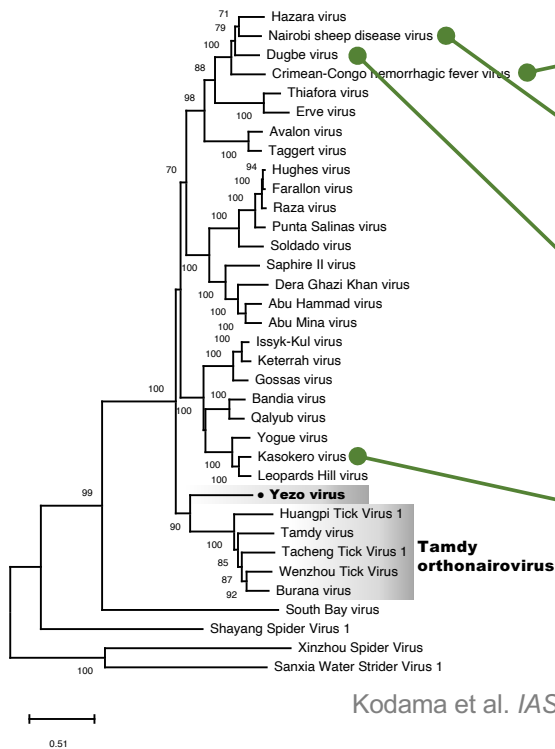 71
Hazara virus
79
Nairobi sheep disease virus
100
Dugbe virus
88
Crimean-Congo hemorrhagic fever virus
Thiafora virus
98
100
Erve virus
Avalon virus
100
Taggert virus
70
94
Hughes virus
100
Farallon virus
100
Raza virus
100
Punta Salinas virus
Soldado virus
100
Saphire II virus
100
Dera Ghazi Khan virus
100
Abu Hammad virus
100
Abu Mina virus
100
Issyk-Kul virus
100
Keterrah virus
Gossas virus
100
100
Bandia virus
100
Qalyub virus
Yogue virus
100
Kasokero virus
100
Leopards Hill virus
99
Yezo virus
90
Huangpi Tick Virus 1
100
Tamdy virus
85
Tacheng Tick Virus 1
87
Wenzhou Tick Virus
92
Burana virus
Tamdy
orthonairovirus
South Bay virus
Shayang Spider Virus 1
Xinzhou Spider Virus
100
Sanxia Water Strider Virus 1
Kodama et al. IAS
0.51